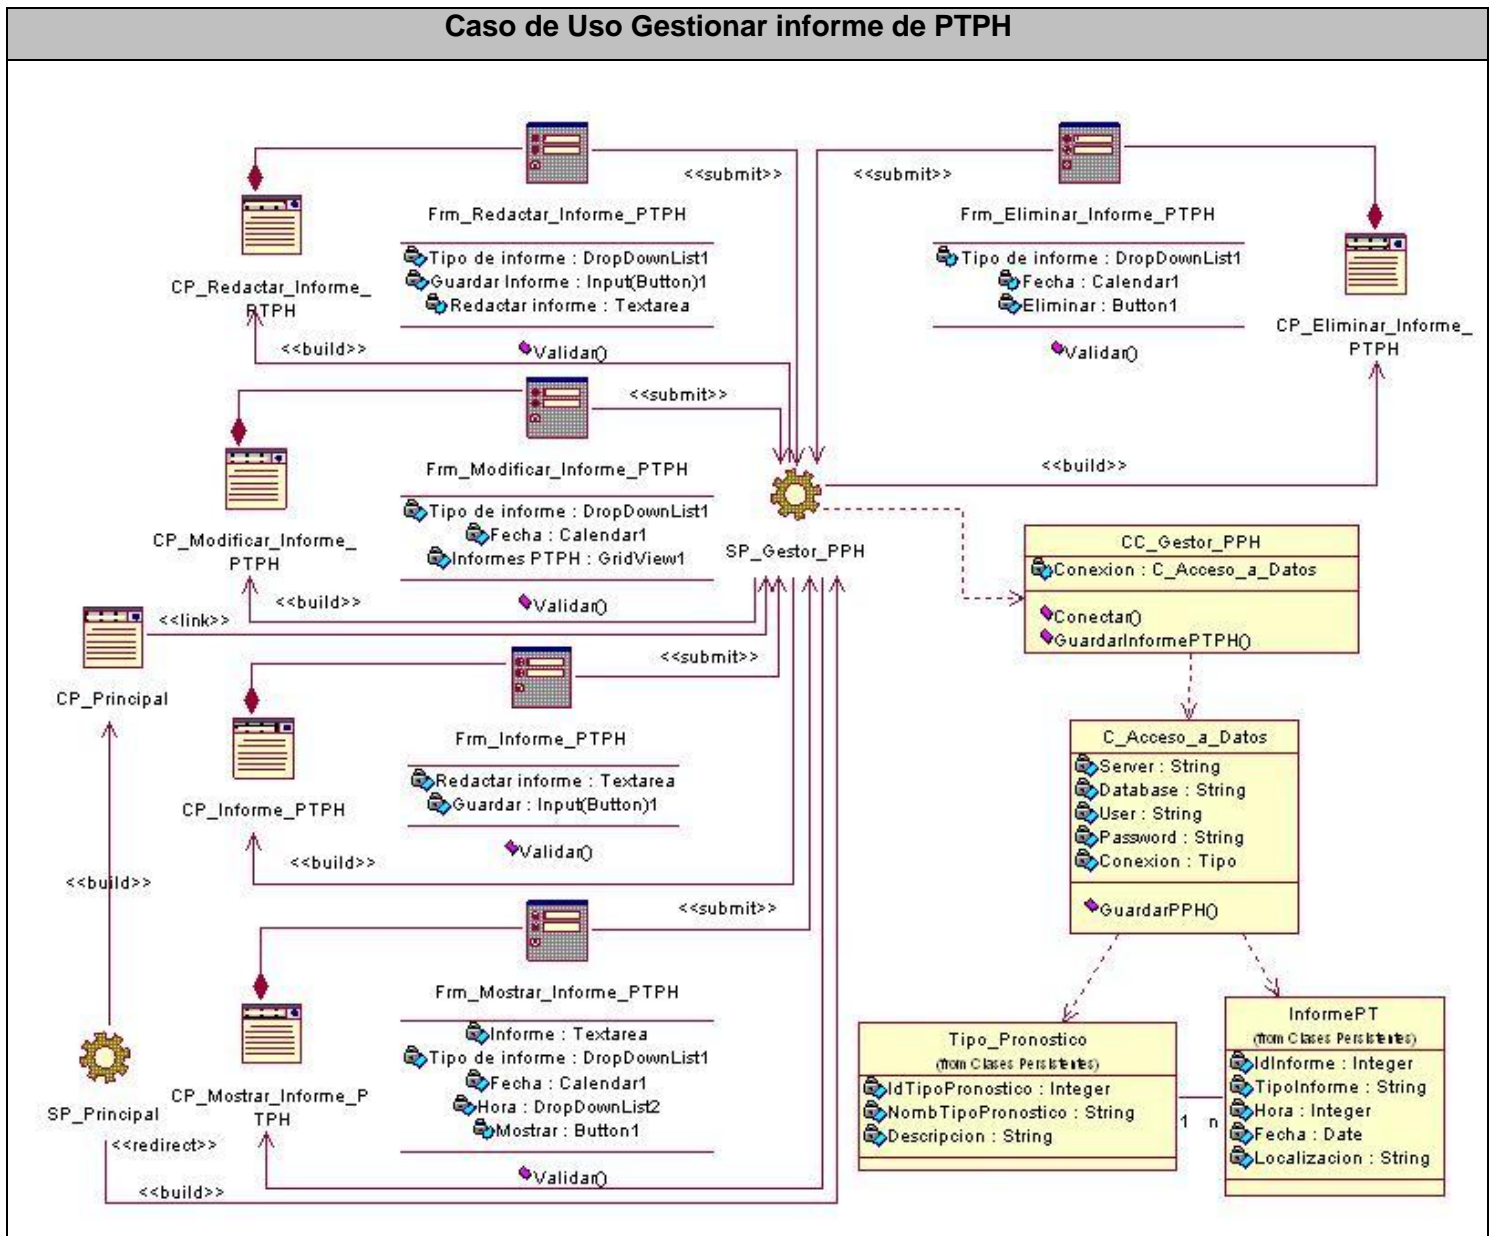 Caso de Uso Gestionar informe de PTPH
<<submit>>
<<submit>>
Frm_Redactar_Informe_PTPH
Tipo de informe : DropDownList1
Guardar Informe : Input(Button)1
Redactar informe : Textarea
Validar()
Frm_Eliminar_Informe_PTPH
Tipo de informe : DropDownList1
Fecha : Calendar1
Eliminar : Button1
Validar()
CP_Redactar_Informe_
PTPH
CP_Eliminar_Informe_
PTPH
<<build>>
<<submit>>
<<build>>
Frm_Modificar_Informe_PTPH
Tipo de informe : DropDownList1
Fecha : Calendar1
Informes PTPH : GridView1
Validar()
CP_Modificar_Informe_
PTPH
SP_Gestor_PPH
<<build>>
<<link>>
CC_Gestor_PPH
Conexion : C_Acceso_a_Datos
Conectar()
GuardarInformePTPH()
<<submit>>
CP_Principal
Frm_Informe_PTPH
Redactar informe : Textarea
Guardar : Input(Button)1
Validar()
CP_Informe_PTPH
<<build>>
<<build>>
C_Acceso_a_Datos
Server : String
Database : String
User : String
Password : String
Conexion : Tipo
GuardarPPH()
<<submit>>
Frm_Mostrar_Informe_PTPH
Informe : Textarea
Tipo de informe : DropDownList1
Fecha : Calendar1
Hora : DropDownList2
Mostrar : Button1
Validar()
CP_Mostrar_Informe_P
TPH
SP_Principal
<<redirect>>
<<build>>
Tipo_Pronostico
(from Clases Persistentes)
IdTipoPronostico : Integer
NombTipoPronostico : String
Descripcion : String
1 n
InformePT
(from Clases Persistentes)
IdInforme : Integer
TipoInforme : String
Hora : Integer
Fecha : Date
Localizacion : String